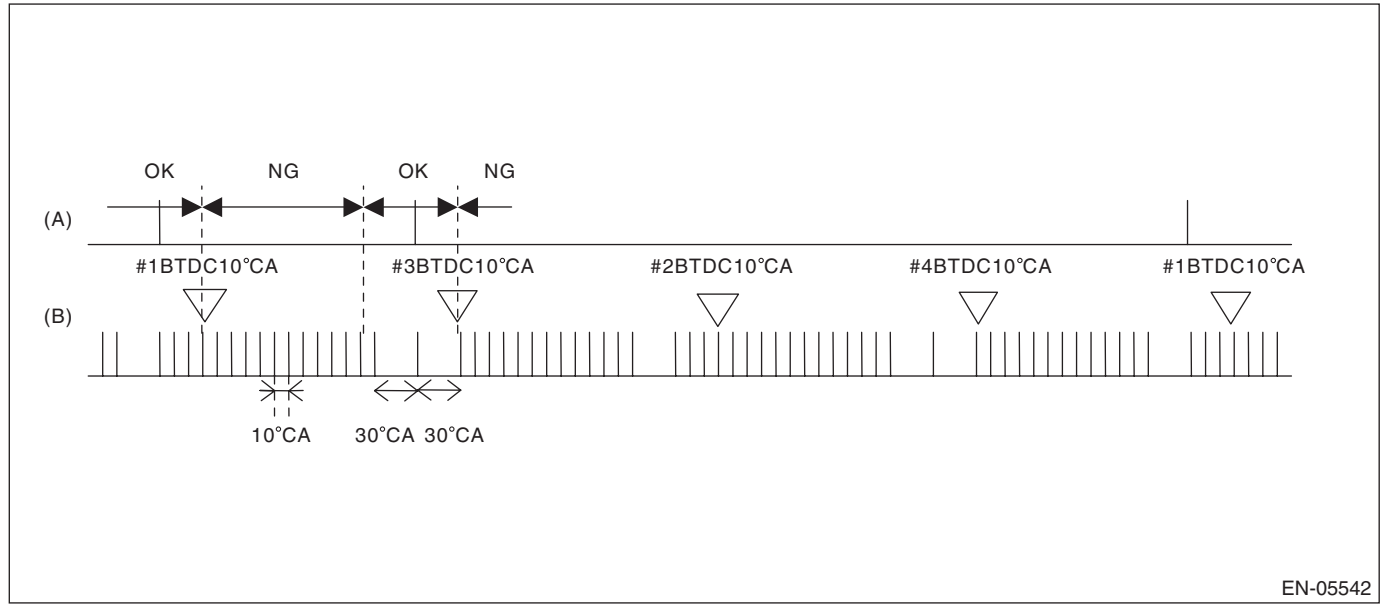 OK NG OK NG
(A)
#1BTDC10°CA #3BTDC10°CA #2BTDC10°CA #4BTDC10°CA #1BTDC10°CA
(B)
10°CA 30°CA 30°CA
EN-05542